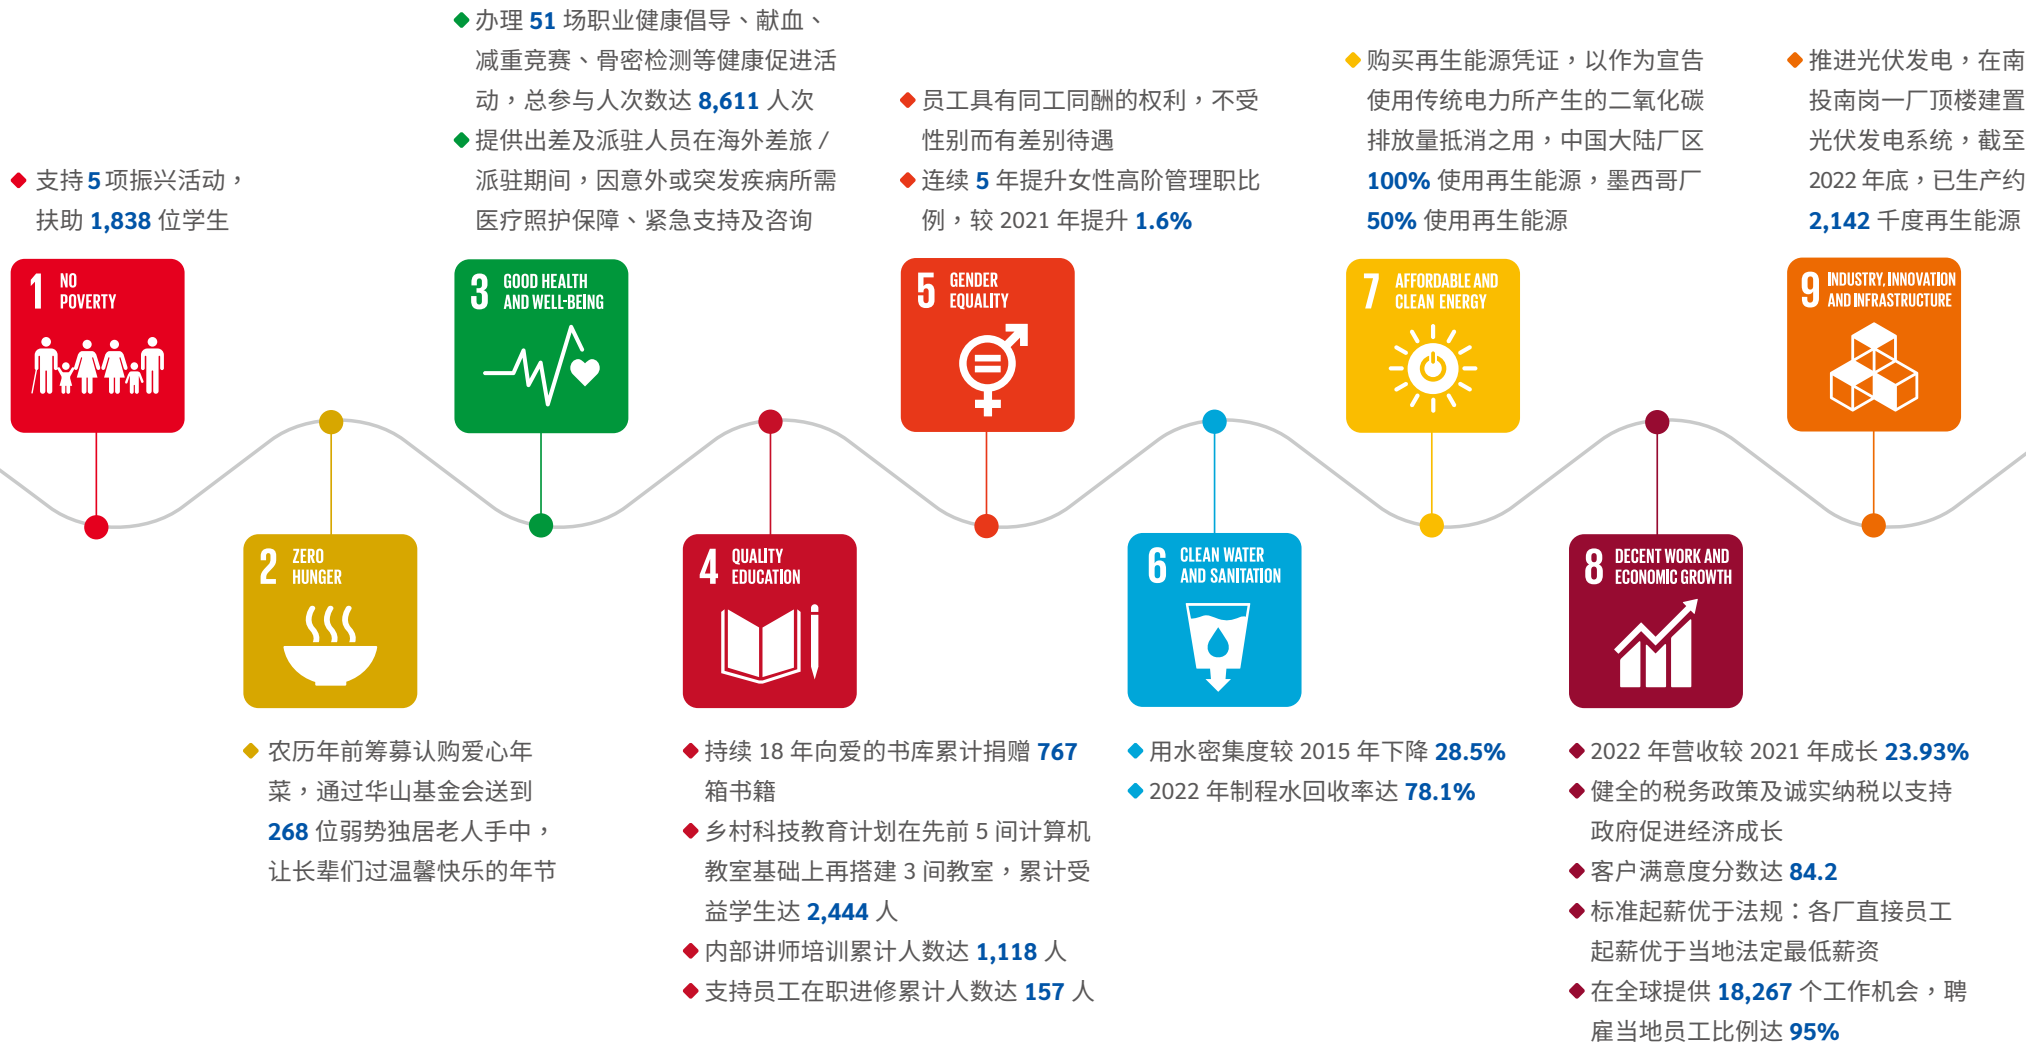 支持 5 项振兴活动，
扶助 1,838 位学生
1 NO
POVERTY
2 ZERO
HUNGER
农历年前筹募认购爱心年
菜，通过华山基金会送到
268 位弱势独居老人手中，
让长辈们过温馨快乐的年节
办理 51 场职业健康倡导、献血、
减重竞赛、骨密检测等健康促进活
动，总参与人次数达 8,611 人次
提供出差及派驻人员在海外差旅 /
派驻期间，因意外或突发疾病所需
医疗照护保障、紧急支持及咨询
3 GOOD HEALTH
AND WELL-BEING
4 QUALITY
EDUCATION
持续 18 年向爱的书库累计捐赠 767
箱书籍
乡村科技教育计划在先前 5 间计算机
教室基础上再搭建 3 间教室，累计受
益学生达 2,444 人
内部讲师培训累计人数达 1,118 人
支持员工在职进修累计人数达 157 人
员工具有同工同酬的权利，不受
性别而有差别待遇
连续 5 年提升女性高阶管理职比
例，较 2021 年提升 1.6%
5 GENDER
EQUALITY
6 CLEAN WATER
AND SANITATION
用水密集度较 2015 年下降 28.5%
2022 年制程水回收率达 78.1%
购买再生能源凭证，以作为宣告
使用传统电力所产生的二氧化碳
排放量抵消之用，中国大陆厂区
100% 使用再生能源，墨西哥厂
50% 使用再生能源
7 AFFORDABLE AND
CLEAN ENERGY
8 DECENT WORK AND
ECONOMIC GROWTH
2022 年营收较 2021 年成长 23.93%
健全的税务政策及诚实纳税以支持
政府促进经济成长
客户满意度分数达 84.2
标准起薪优于法规：各厂直接员工
起薪优于当地法定最低薪资
在全球提供 18,267 个工作机会，聘
雇当地员工比例达 95%
推进光伏发电，在南
投南岗一厂顶楼建置
光伏发电系统，截至
2022 年底，已生产约
2,142 千度再生能源
9 INDUSTRY, INNOVATION
AND INFRASTRUCTURE